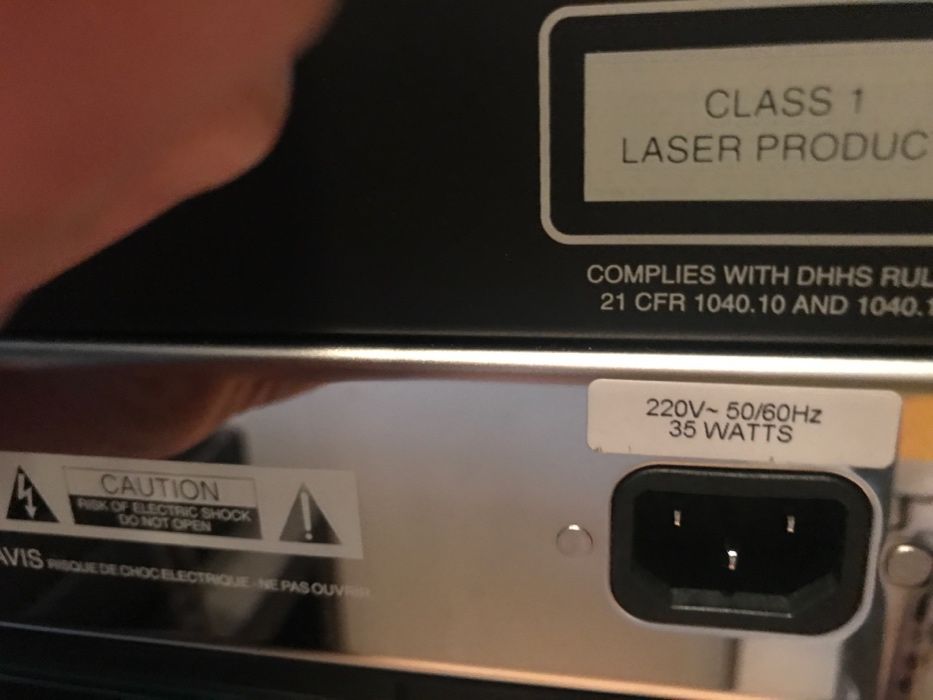 CLASS 1
LASER PRODUC
COMPLIES WITH DHHS RUL
21 CFR 1040.10 AND 1040.1
220V~ 50/60Hz
35 WATTS
CAUTION
RISK OF ELECTRIC SHOCK
DO NOT OPEN
AVIS RISQUE DE CHOC ELECTRIQUE - NE PAS OUVRIR